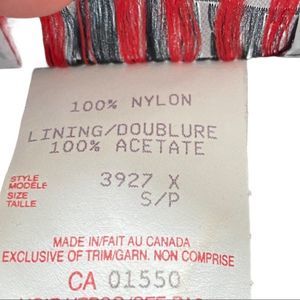 100% NYLON
LINING/DOUBLURE
100% ACETATE
STYLE
MODELE 3927 X
SIZE
TAILLE S/P
MADE IN/FAIT AU CANADA
EXCLUSIVE OF TRIM/GARN. NON COMPRISE
CA 01550